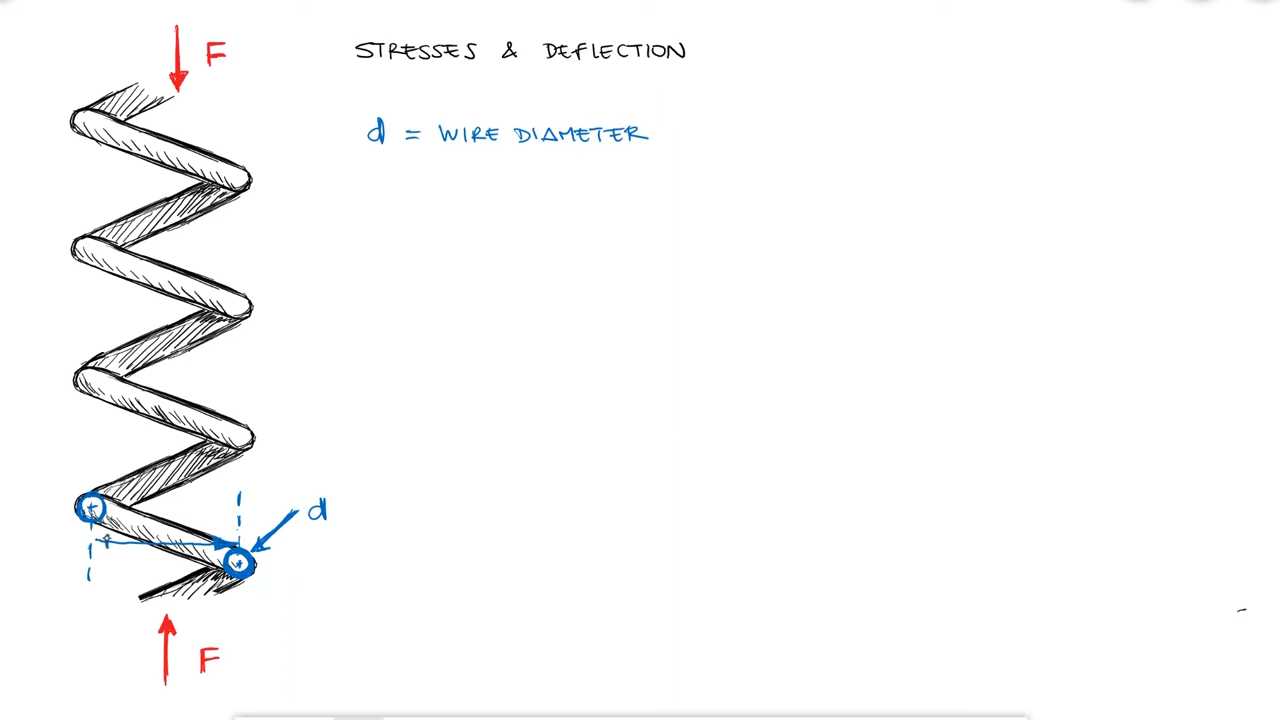 F
STRESSES & DEFLECTION
d = WIRE DIAMETER
d
F